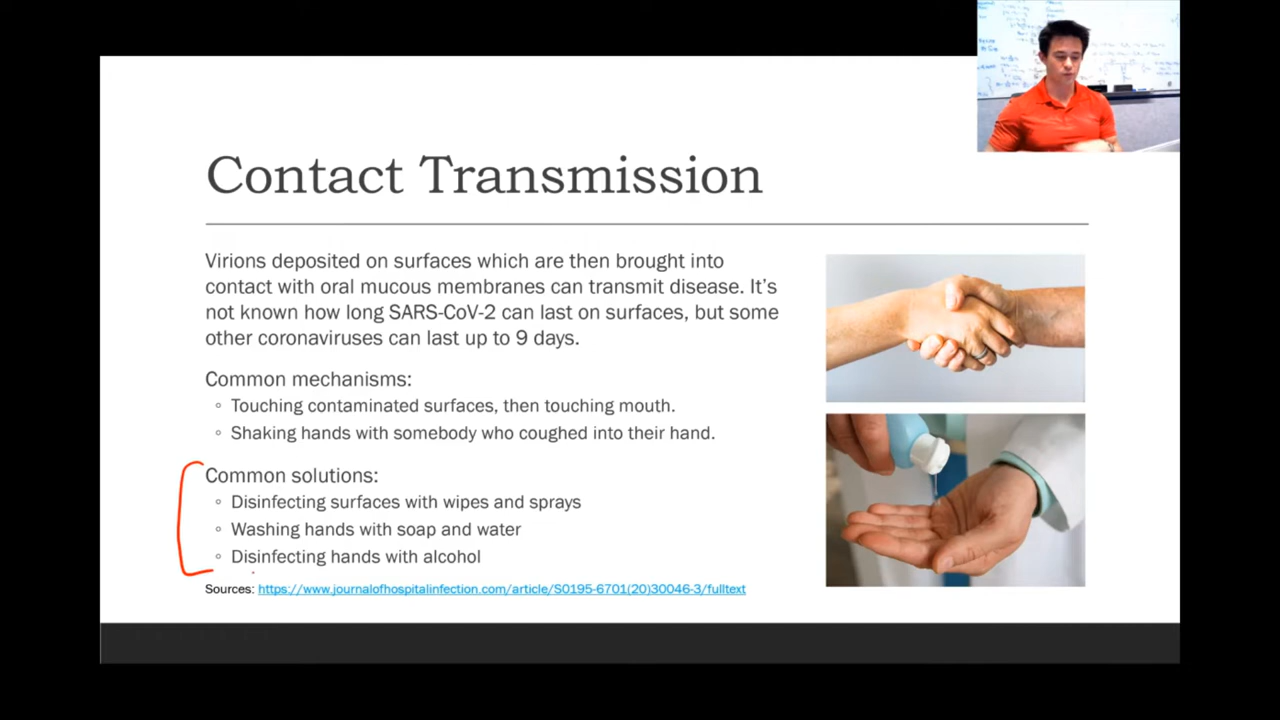 Contact Transmission
Virions deposited on surfaces which are then brought into
contact with oral mucous membranes can transmit disease. It's
not known how long SARS-CoV-2 can last on surfaces, but some
other coronaviruses can last up to 9 days.
Common mechanisms:
◦ Touching contaminated surfaces, then touching mouth.
◦ Shaking hands with somebody who coughed into their hand.
Common solutions:
◦ Disinfecting surfaces with wipes and sprays
◦ Washing hands with soap and water
◦ Disinfecting hands with alcohol
Sources: https://www.journalofhospitalinfection.com/article/S0195-6701(20)30046-3/fulltext